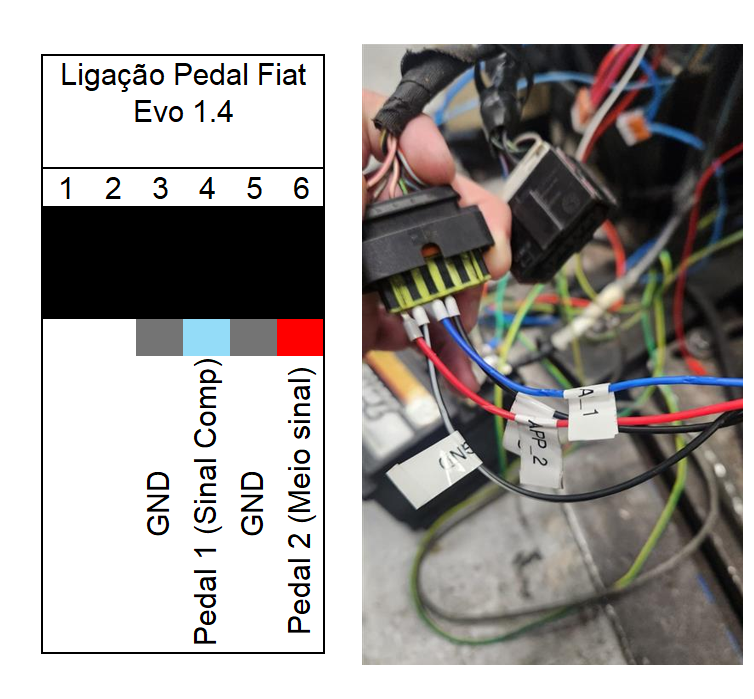 Ligação Pedal Fiat
Evo 1.4
1 2 3 4 5 6
GND
Pedal 1 (Sinal Comp)
GND
Pedal 2 (Meio sinal)
A_1
APP_2